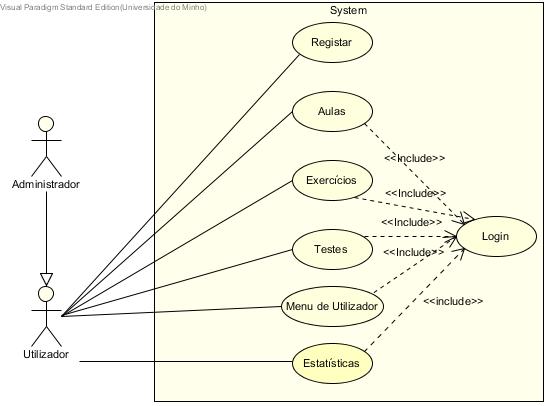 Visual Paradigm Standard Edition(Universidade do Minho)
System
Registar
Aulas
<<Include>>
Administrador
Exercícios
<<Include>>
<<Include>>
Login
Testes
<<Include>>
Menu de Utilizador
<<include>>
Utilizador
Estatísticas